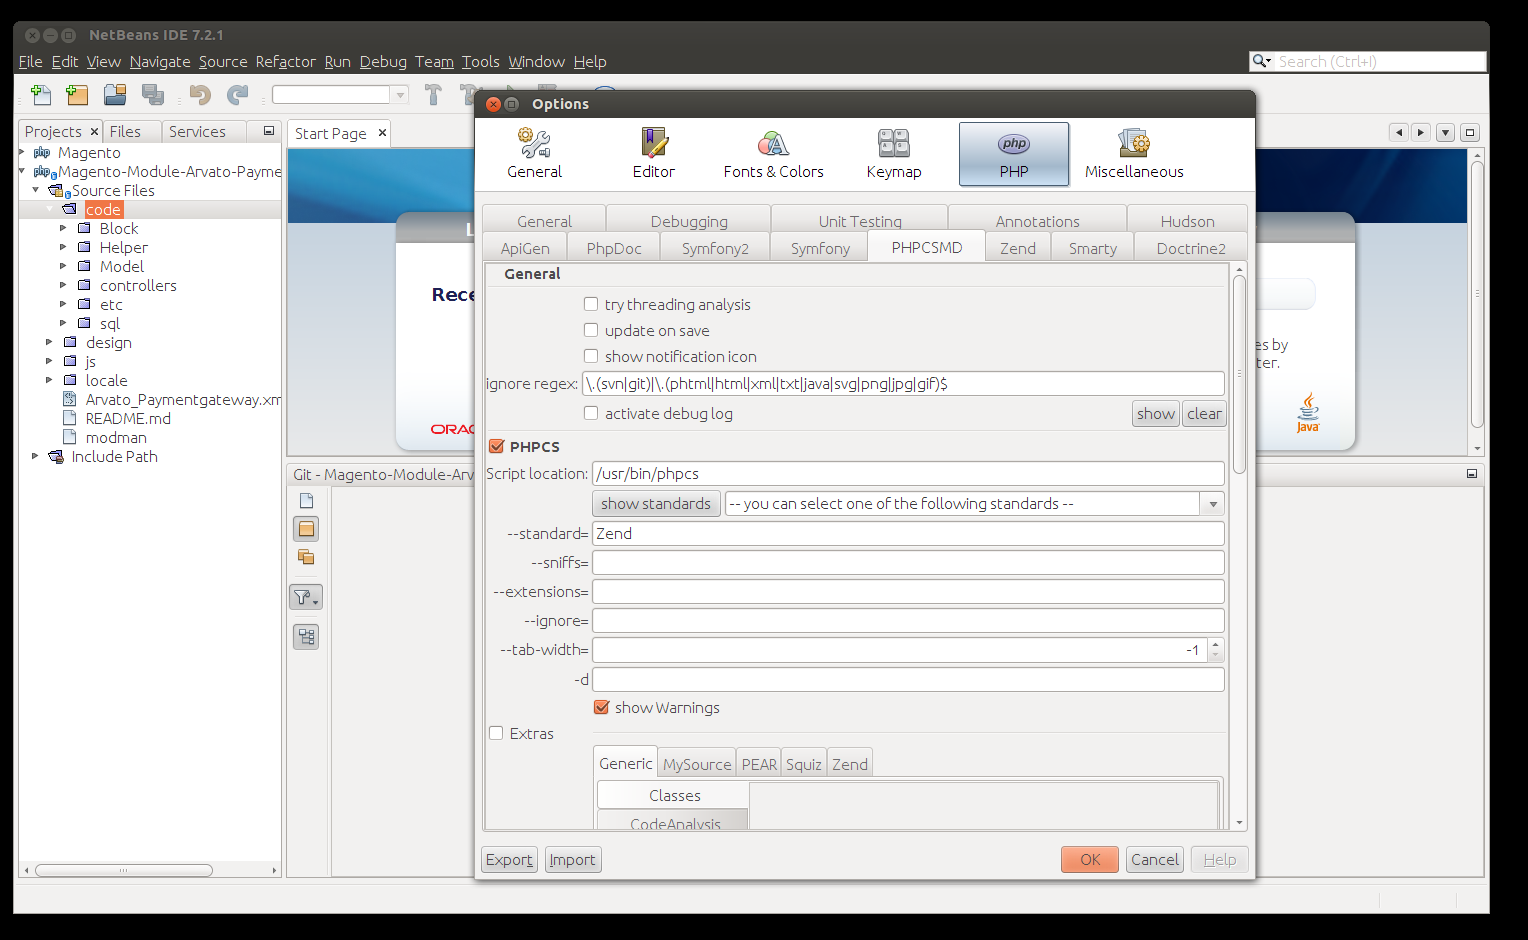 NetBeans IDE 7.2.1
File Edit View Navigate Source Refactor Run Debug Team Tools Window Help
Search (Ctrl+I)
Projects Files Services
Magento
Magento-Module-Arvato-Payme
Source Files
code
Block
Helper
Model
controllers
etc
sql
design
js
locale
Arvato_Paymentgateway.xm
README.md
modman
Include Path
Start Page
L
Rece
ORAC
es by
ter.
Java
Git - Magento-Module-Arv
Options
General Editor Fonts & Colors Keymap PHP Miscellaneous
php
General Debugging Unit Testing Annotations Hudson
ApiGen PhpDoc Symfony2 Symfony PHPCSMD Zend Smarty Doctrine2
General
try threading analysis
update on save
show notification icon
ignore regex: \.(svn|git)|\.(phtml|html|xml|txt|java|svg|png|jpg|gif)$
activate debug log show clear
PHPCS
Script location: /usr/bin/phpcs
show standards -- you can select one of the following standards --
--standard= Zend
--sniffs=
--extensions=
--ignore=
--tab-width= -1
-d
show Warnings
Extras
Generic MySource PEAR Squiz Zend
Classes
CodeAnalysis
Export Import OK Cancel Help